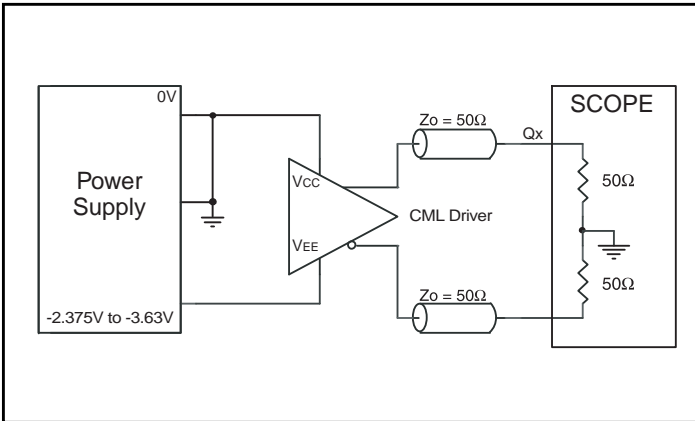 0V
SCOPE
Zo = 50Ω
Qx
50Ω
Power
Supply
VCC
CML Driver
VEE
50Ω
Zo = 50Ω
-2.375V to -3.63V